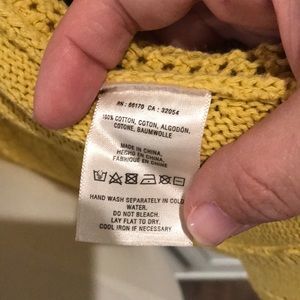 RN: 66170 CA: 32054
100% COTTON, COTON, ALGODÓN,
COTONE, BAUMWOLLE
MADE IN CHINA,
HECHO EN CHINA,
FABRIQUÉ EN CHINE
HAND WASH SEPARATELY IN COLD
WATER.
DO NOT BLEACH.
LAY FLAT TO DRY.
COOL IRON IF NECESSARY